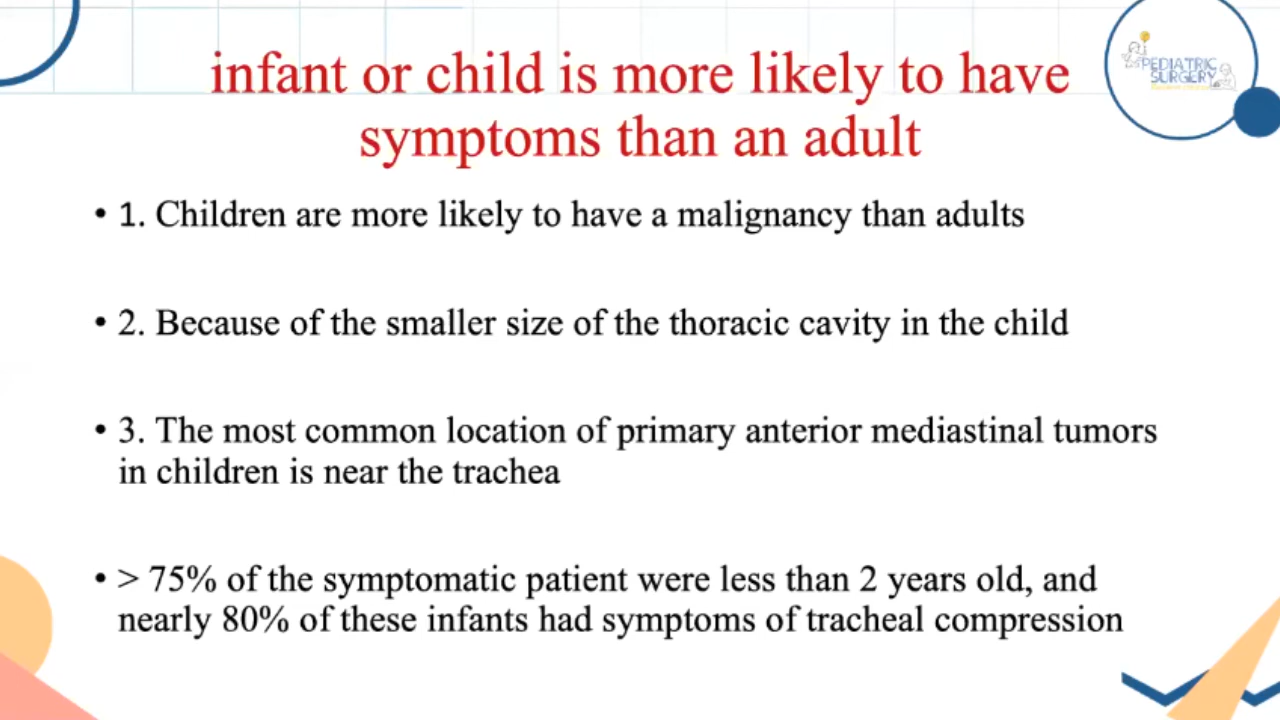 infant or child is more likely to have
symptoms than an adult
PEDIATRIC
SURGERY
• 1. Children are more likely to have a malignancy than adults
• 2. Because of the smaller size of the thoracic cavity in the child
• 3. The most common location of primary anterior mediastinal tumors
in children is near the trachea
• > 75% of the symptomatic patient were less than 2 years old, and
nearly 80% of these infants had symptoms of tracheal compression